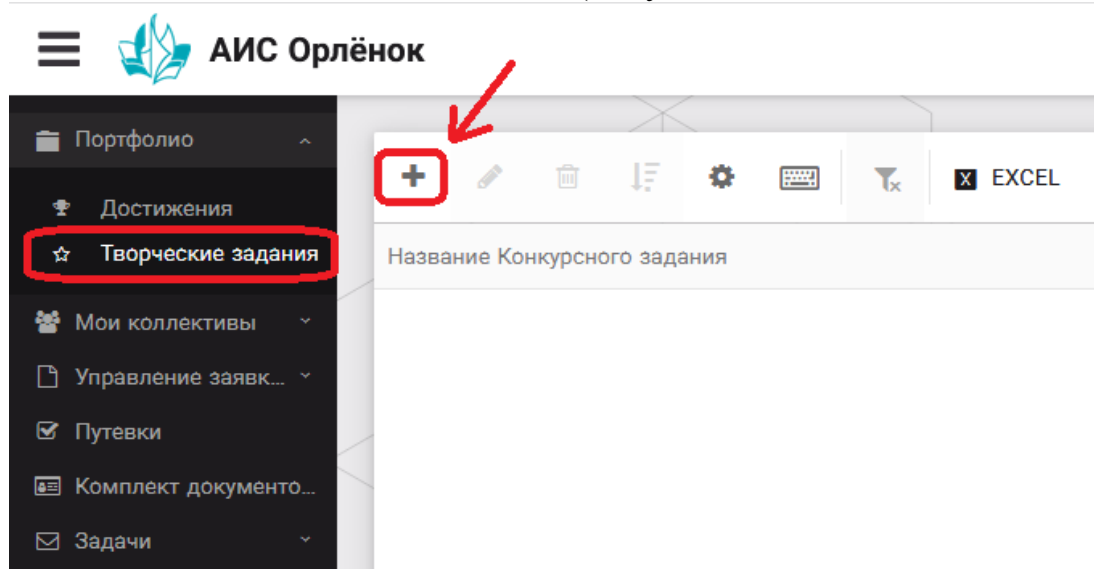 АИС Орлёнок
Портфолио
Достижения
Творческие задания
Мои коллективы
Управление заявк...
Путевки
Комплект документо...
Задачи
X EXCEL
Название Конкурсного задания